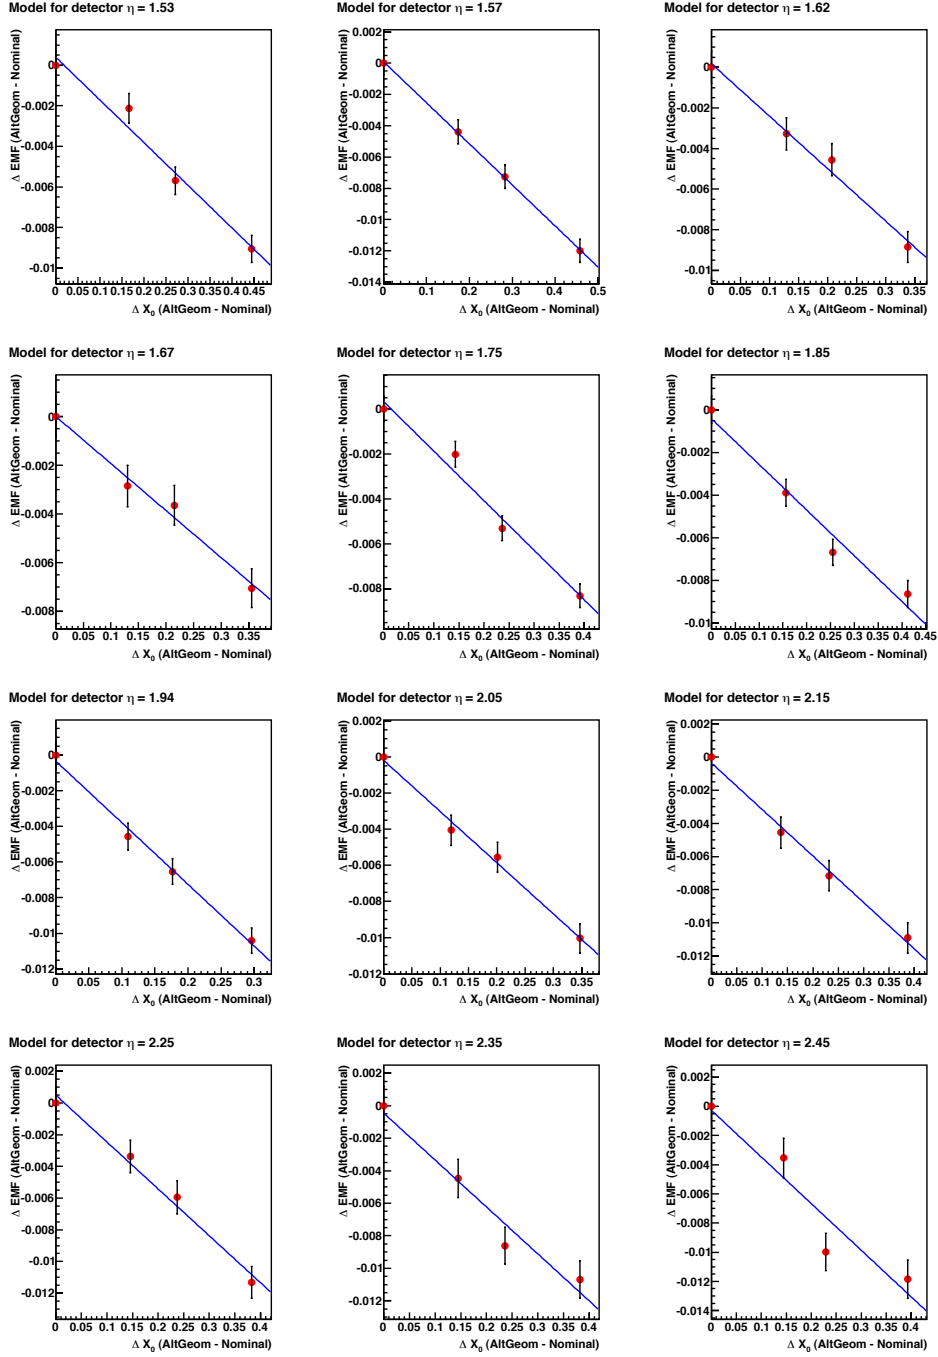 Model for detector η = 1.53
Δ EMF (AltGeom - Nominal)
0
-0.002
-0.004
-0.006
-0.008
-0.01
0 0.05 0.1 0.15 0.2 0.25 0.3 0.35 0.4 0.45
Δ X0 (AltGeom - Nominal)
Model for detector η = 1.57
Δ EMF (AltGeom - Nominal)
0.002
0
-0.002
-0.004
-0.006
-0.008
-0.01
-0.012
-0.014
0 0.1 0.2 0.3 0.4 0.5
Δ X0 (AltGeom - Nominal)
Model for detector η = 1.62
Δ EMF (AltGeom - Nominal)
0
-0.002
-0.004
-0.006
-0.008
-0.01
0 0.05 0.1 0.15 0.2 0.25 0.3 0.35
Δ X0 (AltGeom - Nominal)
Model for detector η = 1.67
Δ EMF (AltGeom - Nominal)
0
-0.002
-0.004
-0.006
-0.008
0 0.05 0.1 0.15 0.2 0.25 0.3 0.35
Δ X0 (AltGeom - Nominal)
Model for detector η = 1.75
Δ EMF (AltGeom - Nominal)
0
-0.002
-0.004
-0.006
-0.008
0 0.05 0.1 0.15 0.2 0.25 0.3 0.35 0.4
Δ X0 (AltGeom - Nominal)
Model for detector η = 1.85
Δ EMF (AltGeom - Nominal)
0
-0.002
-0.004
-0.006
-0.008
-0.01
0 0.05 0.1 0.15 0.2 0.25 0.3 0.35 0.4 0.45
Δ X0 (AltGeom - Nominal)
Model for detector η = 1.94
Δ EMF (AltGeom - Nominal)
0
-0.002
-0.004
-0.006
-0.008
-0.01
-0.012
0 0.05 0.1 0.15 0.2 0.25 0.3
Δ X0 (AltGeom - Nominal)
Model for detector η = 2.05
Δ EMF (AltGeom - Nominal)
0.002
0
-0.002
-0.004
-0.006
-0.008
-0.01
-0.012
0 0.05 0.1 0.15 0.2 0.25 0.3 0.35
Δ X0 (AltGeom - Nominal)
Model for detector η = 2.15
Δ EMF (AltGeom - Nominal)
0.002
0
-0.002
-0.004
-0.006
-0.008
-0.01
-0.012
0 0.05 0.1 0.15 0.2 0.25 0.3 0.35 0.4
Δ X0 (AltGeom - Nominal)
Model for detector η = 2.25
Δ EMF (AltGeom - Nominal)
0.002
0
-0.002
-0.004
-0.006
-0.008
-0.01
-0.012
0 0.05 0.1 0.15 0.2 0.25 0.3 0.35 0.4
Δ X0 (AltGeom - Nominal)
Model for detector η = 2.35
Δ EMF (AltGeom - Nominal)
0.002
0
-0.002
-0.004
-0.006
-0.008
-0.01
-0.012
0 0.05 0.1 0.15 0.2 0.25 0.3 0.35 0.4
Δ X0 (AltGeom - Nominal)
Model for detector η = 2.45
Δ EMF (AltGeom - Nominal)
0.002
0
-0.002
-0.004
-0.006
-0.008
-0.01
-0.012
-0.014
0 0.05 0.1 0.15 0.2 0.25 0.3 0.35 0.4
Δ X0 (AltGeom - Nominal)